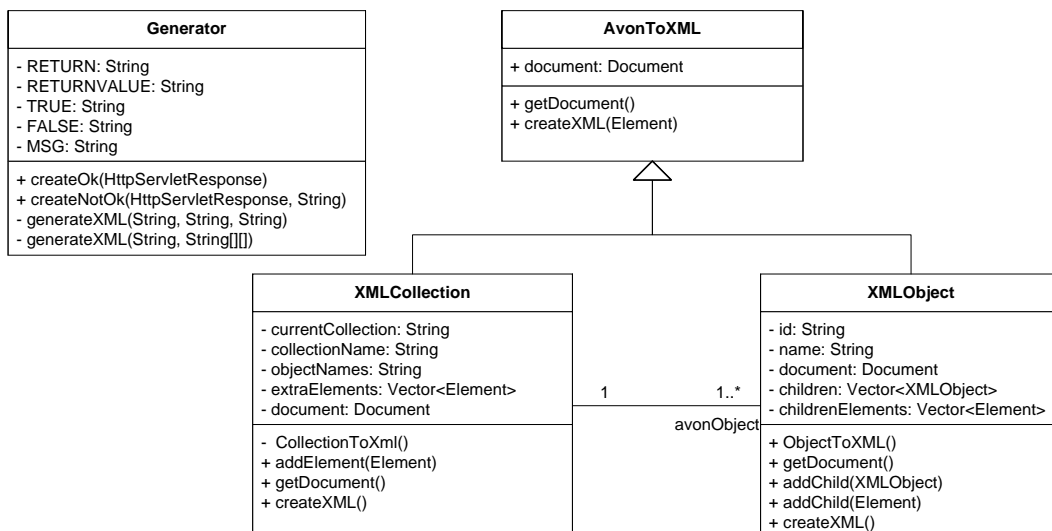 Generator
- RETURN: String
- RETURNVALUE: String
- TRUE: String
- FALSE: String
- MSG: String
+ createOk(HttpServletResponse)
+ createNotOk(HttpServletResponse, String)
- generateXML(String, String, String)
- generateXML(String, String[][])
AvonToXML
+ document: Document
+ getDocument()
+ createXML(Element)
XMLCollection
- currentCollection: String
- collectionName: String
- objectNames: String
- extraElements: Vector<Element>
- document: Document
- CollectionToXml()
+ addElement(Element)
+ getDocument()
+ createXML()
1
1..*
avonObject
XMLObject
- id: String
- name: String
- document: Document
- children: Vector<XMLObject>
- childrenElements: Vector<Element>
+ ObjectToXML()
+ getDocument()
+ addChild(XMLObject)
+ addChild(Element)
+ createXML()